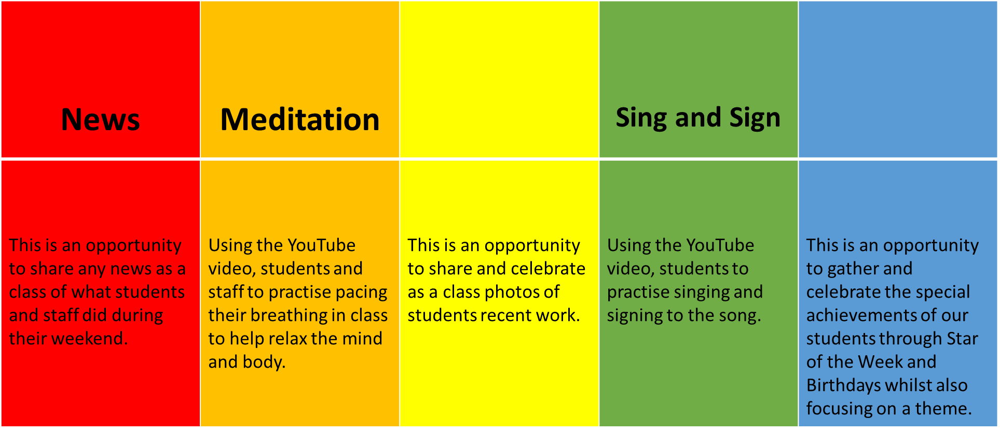 News
Meditation
Sing and Sign
This is an opportunity
to share any news as a
class of what students
and staff did during
their weekend.
Using the YouTube
video, students and
staff to practise pacing
their breathing in class
to help relax the mind
and body.
This is an opportunity
to share and celebrate
as a class photos of
students recent work.
Using the YouTube
video, students to
practise singing and
signing to the song.
This is an opportunity
to gather and
celebrate the special
achievements of our
students through Star
of the Week and
Birthdays whilst also
focusing on a theme.